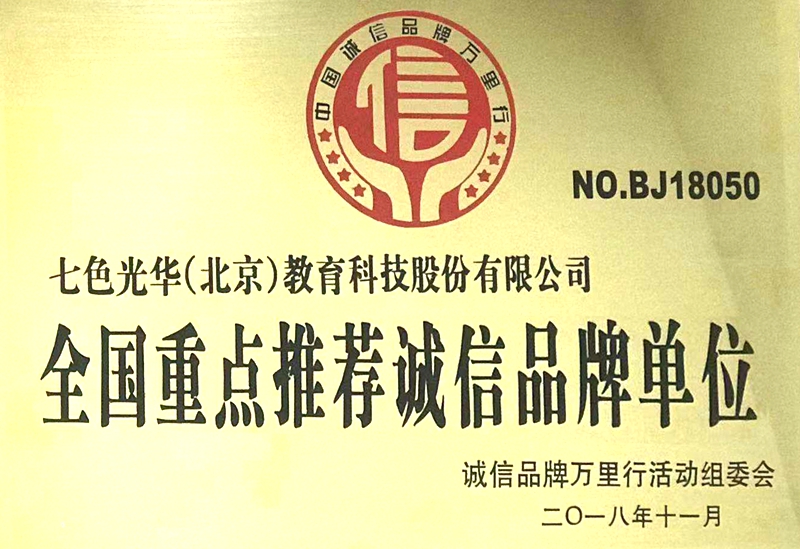 中国诚信品牌万里行
信
NO.BJ18050
七色光华(北京)教育科技股份有限公司
全国重点推荐诚信品牌单位
诚信品牌万里行活动组委会
二〇一八年十一月